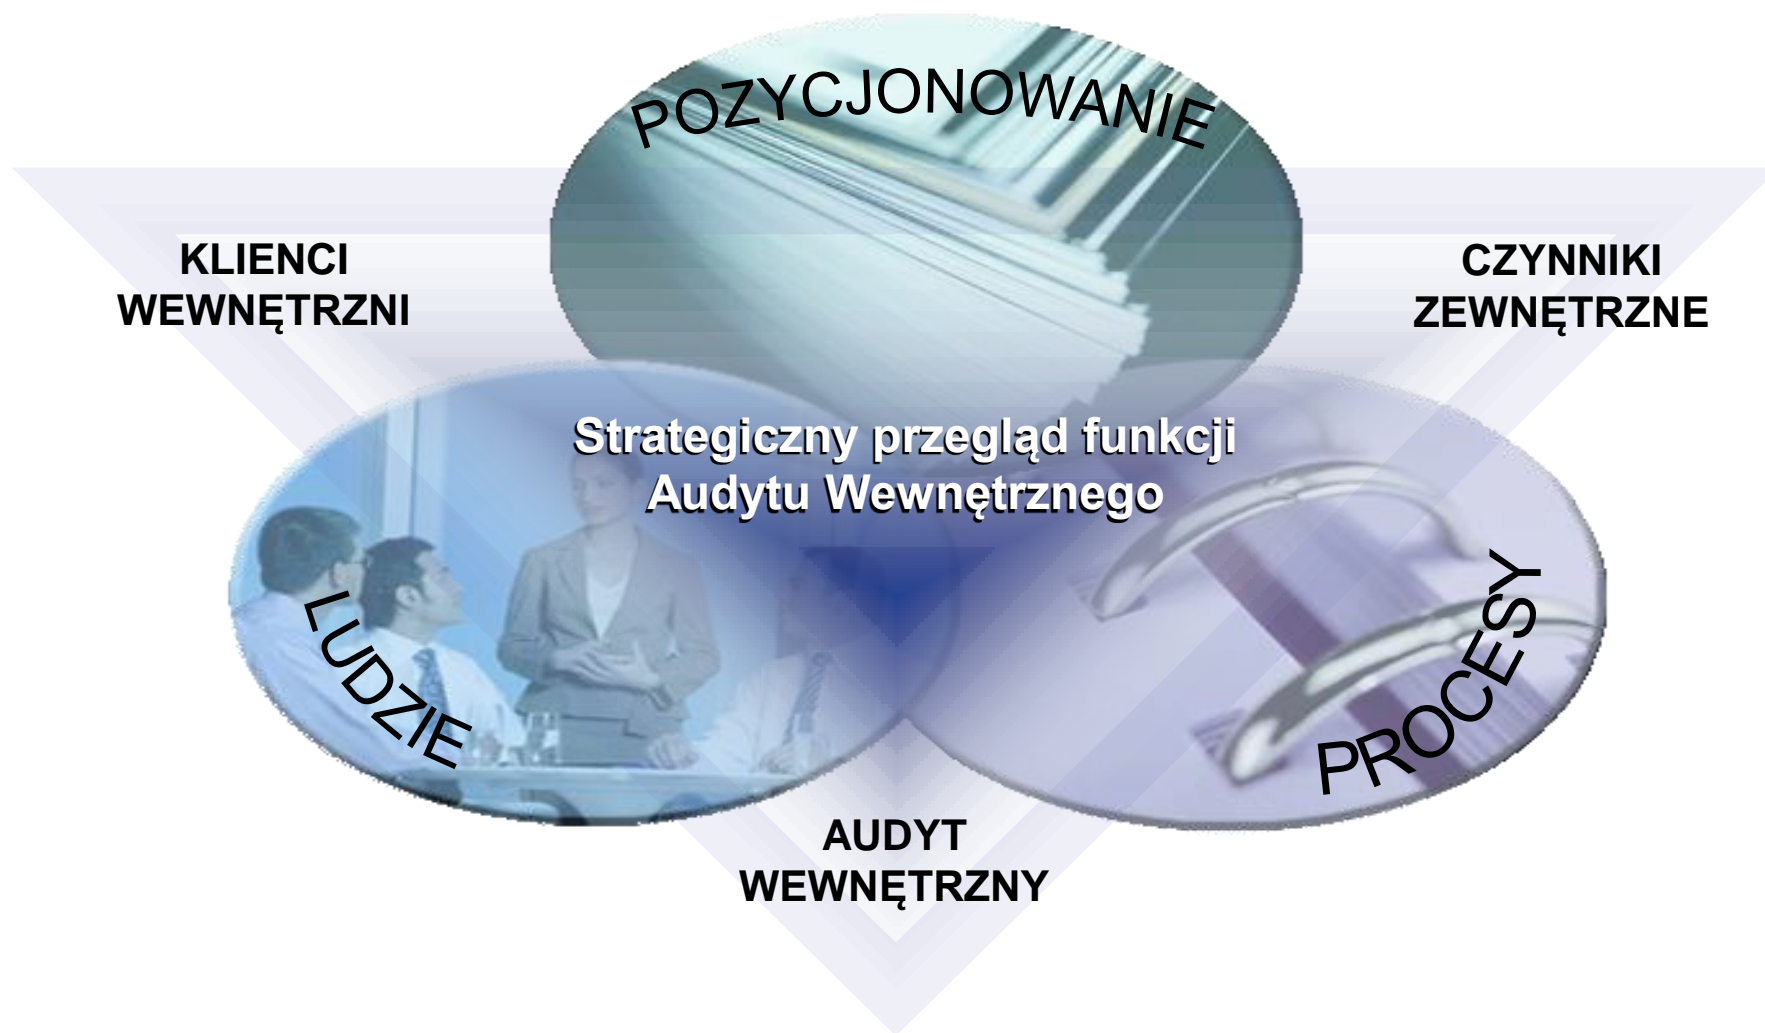 POZYCJONOWANIE
KLIENCI
WEWNĘTRZNI
CZYNNIKI
ZEWNĘTRZNE
Strategiczny przegląd funkcji
Audytu Wewnętrznego
LUDZIE
PROCESY
AUDYT
WEWNĘTRZNY